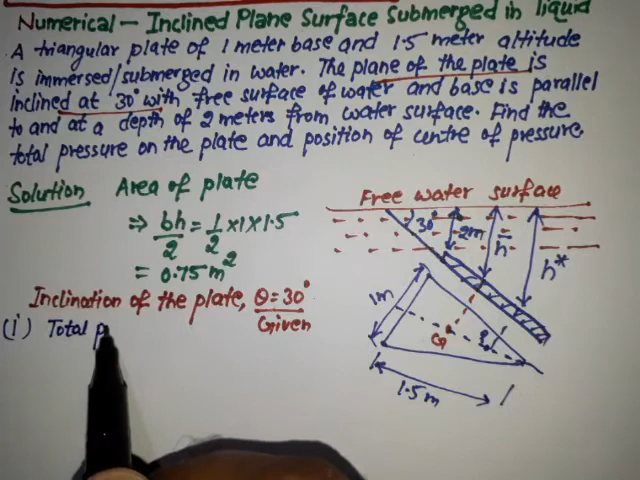 Numerical – Inclined Plane Surface Submerged in liquid
A triangular plate of 1 meter base and 1.5 meter altitude
is immersed/submerged in water. The plane of the plate is
inclined at 30° with free surface of water and base is parallel
to and at a depth of 2 meters from water surface. Find the
total pressure on the plate and position of centre of pressure.
Solution Area of plate
⇒ bh/2 = 1/2 × 1 × 1.5
= 0.75 m²
Inclination of the plate, θ = 30°
Given
(i) Total p
Free water surface
30°
2m
h̄
h*
1m
G
1.5m